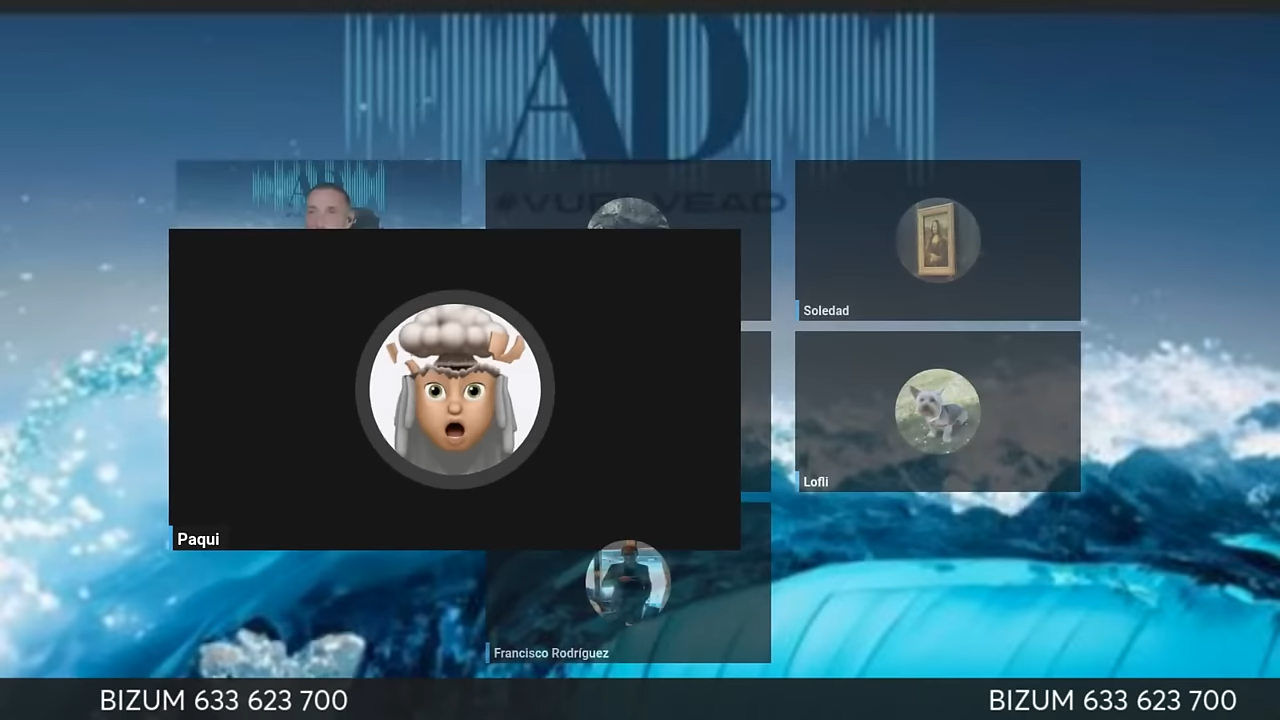 AD
#VUELVEAD
Soledad
Lofli
Paqui
Francisco Rodríguez
BIZUM 633 623 700
BIZUM 633 623 700